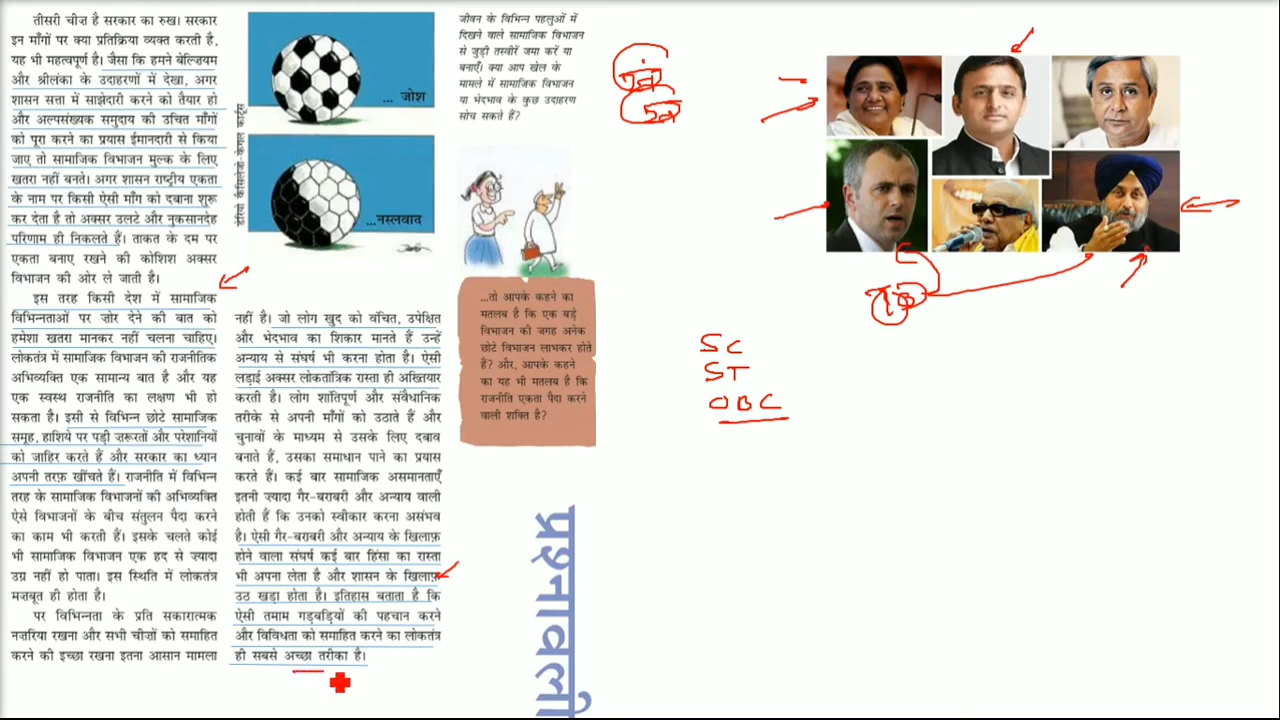 तीसरी चीज़ है सरकार का रुख। सरकार
इन माँगों पर क्या प्रतिक्रिया व्यक्त करती है,
यह भी महत्वपूर्ण है। जैसा कि हमने बेल्जियम
और श्रीलंका के उदाहरणों में देखा, अगर
शासन सत्ता में साझेदारी करने को तैयार हो
और अल्पसंख्यक समुदाय की उचित माँगों
को पूरा करने का प्रयास ईमानदारी से किया
जाए तो सामाजिक विभाजन मुल्क के लिए
खतरा नहीं बनते। अगर शासन राष्ट्रीय एकता
के नाम पर किसी ऐसी माँग को दबाना शुरू
कर देता है तो अक्सर उलटे और नुकसानदेह
परिणाम ही निकलते हैं। ताकत के दम पर
एकता बनाए रखने की कोशिश अक्सर
विभाजन की ओर ले जाती है।
इस तरह किसी देश में सामाजिक
विभिन्नताओं पर ज़ोर देने की बात को
हमेशा खतरा मानकर नहीं चलना चाहिए।
लोकतंत्र में सामाजिक विभाजन की राजनीतिक
अभिव्यक्ति एक सामान्य बात है और यह
एक स्वस्थ राजनीति का लक्षण भी हो
सकता है। इसी से विभिन्न छोटे सामाजिक
समूह, हाशिये पर पड़ी ज़रूरतों और परेशानियों
को जाहिर करते हैं और सरकार का ध्यान
अपनी तरफ़ खींचते हैं। राजनीति में विभिन्न
तरह के सामाजिक विभाजनों की अभिव्यक्ति
ऐसे विभाजनों के बीच संतुलन पैदा करने
का काम भी करती हैं। इसके चलते कोई
भी सामाजिक विभाजन एक हद से ज्यादा
उग्र नहीं हो पाता। इस स्थिति में लोकतंत्र
मजबूत ही होता है।
पर विभिन्नता के प्रति सकारात्मक
नज़रिया रखना और सभी चीज़ों को समाहित
करने की इच्छा रखना इतना आसान मामला
... जोश
...नस्लवाद
नहीं है। जो लोग खुद को वंचित, उपेक्षित
और भेदभाव का शिकार मानते हैं उन्हें
अन्याय से संघर्ष भी करना होता है। ऐसी
लड़ाई अक्सर लोकतांत्रिक रास्ता ही अख्तियार
करती है। लोग शांतिपूर्ण और संवैधानिक
तरीके से अपनी माँगों को उठाते हैं और
चुनावों के माध्यम से उसके लिए दबाव
बनाते हैं, उसका समाधान पाने का प्रयास
करते हैं। कई बार सामाजिक असमानताएँ
इतनी ज्यादा गैर-बराबरी और अन्याय वाली
होती हैं कि उनको स्वीकार करना असंभव
है। ऐसी गैर-बराबरी और अन्याय के खिलाफ़
होने वाला संघर्ष कई बार हिंसा का रास्ता
भी अपना लेता है और शासन के खिलाफ़
उठ खड़ा होता है। इतिहास बताता है कि
ऐसी तमाम गड़बड़ियों की पहचान करने
और विविधता को समाहित करने का लोकतंत्र
ही सबसे अच्छा तरीका है।
जीवन के विभिन्न पहलुओं में
दिखने वाले सामाजिक विभाजन
से जुड़ी तस्वीरें जमा करें या
बनाएँ। क्या आप खेल के
मामले में सामाजिक विभाजन
या भेदभाव के कुछ उदाहरण
सोच सकते हैं?
...तो आपके कहने का
मतलब है कि एक बड़े
विभाजन की जगह अनेक
छोटे विभाजन लाभकर होते
हैं? और, आपके कहने
का यह भी मतलब है कि
राजनीति एकता पैदा करने
वाली शक्ति है?
प्रश्नावली
SC
ST
OBC